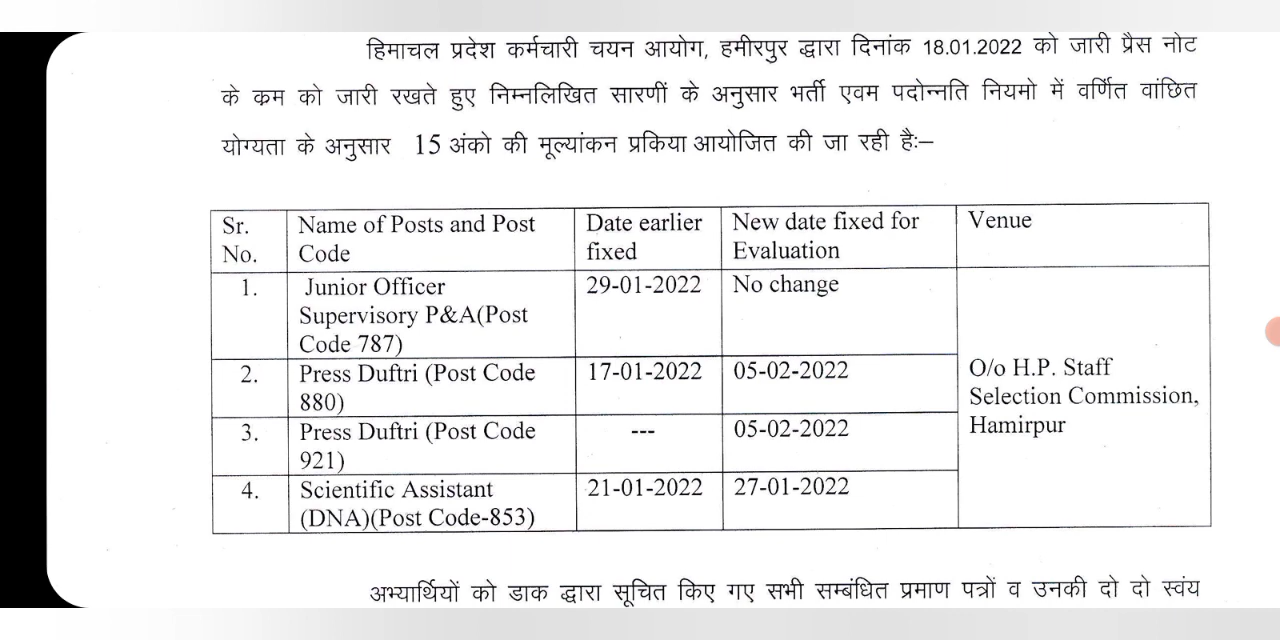 हिमाचल प्रदेश कर्मचारी चयन आयोग, हमीरपुर द्वारा दिनांक 18.01.2022 को जारी प्रैस नोट
के कम को जारी रखते हुए निम्नलिखित सारणीं के अनुसार भर्ती एवम पदोन्नति नियमो में वर्णित वांछित
योग्यता के अनुसार 15 अंको की मूल्यांकन प्रकिया आयोजित की जा रही हैः–
Sr. No. Name of Posts and Post Code Date earlier fixed New date fixed for Evaluation Venue
1. Junior Officer Supervisory P&A(Post Code 787) 29-01-2022 No change
2. Press Duftri (Post Code 880) 17-01-2022 05-02-2022
3. Press Duftri (Post Code 921) --- 05-02-2022
4. Scientific Assistant (DNA)(Post Code-853) 21-01-2022 27-01-2022
O/o H.P. Staff
Selection Commission,
Hamirpur
अभ्यार्थियों को डाक द्वारा सूचित किए गए सभी सम्बंधित प्रमाण पत्रों व उनकी दो दो स्वंय